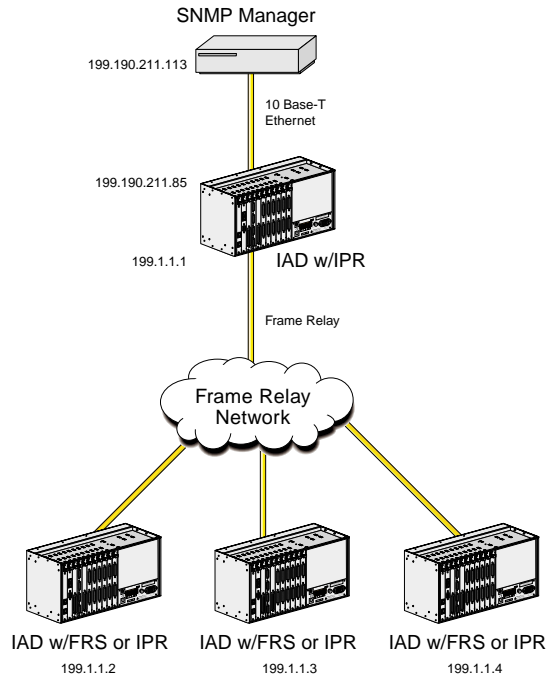 SNMP Manager
199.190.211.113
10 Base-T
Ethernet
199.190.211.85
199.1.1.1
IAD w/IPR
Frame Relay
Frame Relay
Network
IAD w/FRS or IPR
199.1.1.2
IAD w/FRS or IPR
199.1.1.3
IAD w/FRS or IPR
199.1.1.4